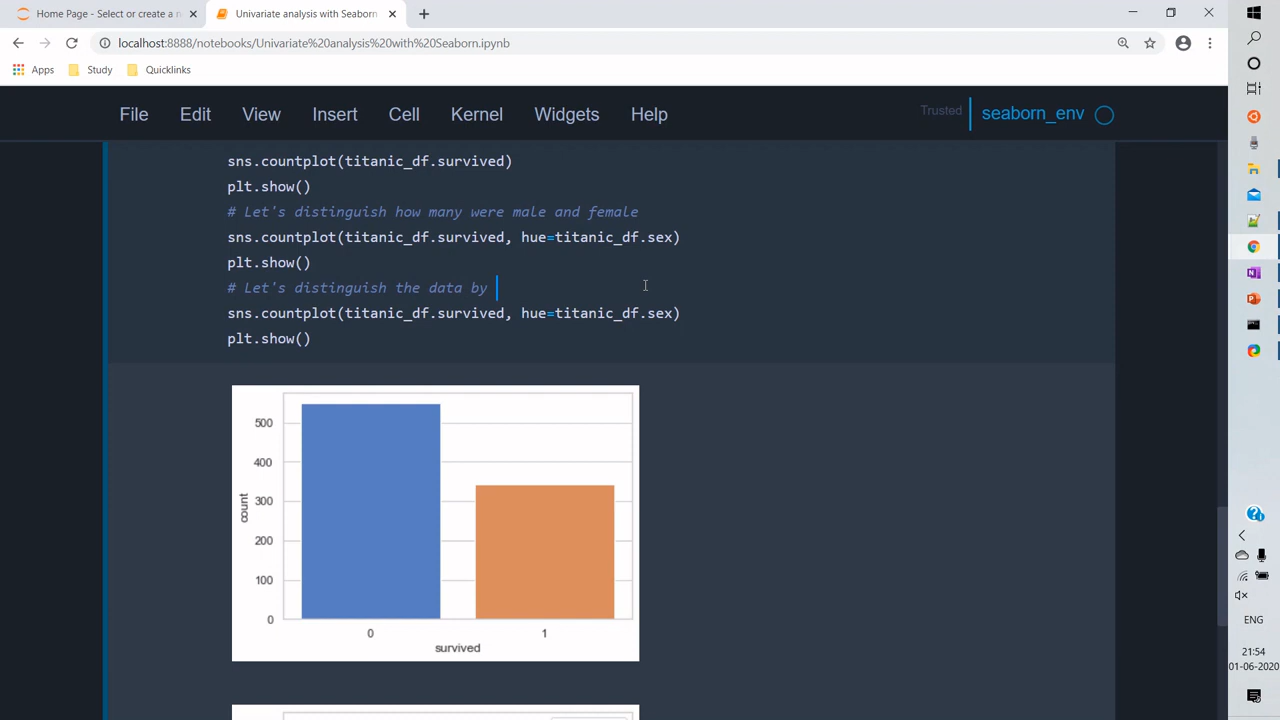 Home Page - Select or create a n
Univariate analysis with Seaborn
localhost:8888/notebooks/Univariate%20analysis%20with%20Seaborn.ipynb
Apps
Study
Quicklinks
File
Edit
View
Insert
Cell
Kernel
Widgets
Help
Trusted
seaborn_env
sns.countplot(titanic_df.survived)
plt.show()
# Let's distinguish how many were male and female
sns.countplot(titanic_df.survived, hue=titanic_df.sex)
plt.show()
# Let's distinguish the data by
sns.countplot(titanic_df.survived, hue=titanic_df.sex)
plt.show()
500
400
300
200
100
0
count
0
1
survived
ENG
21:54
01-06-2020